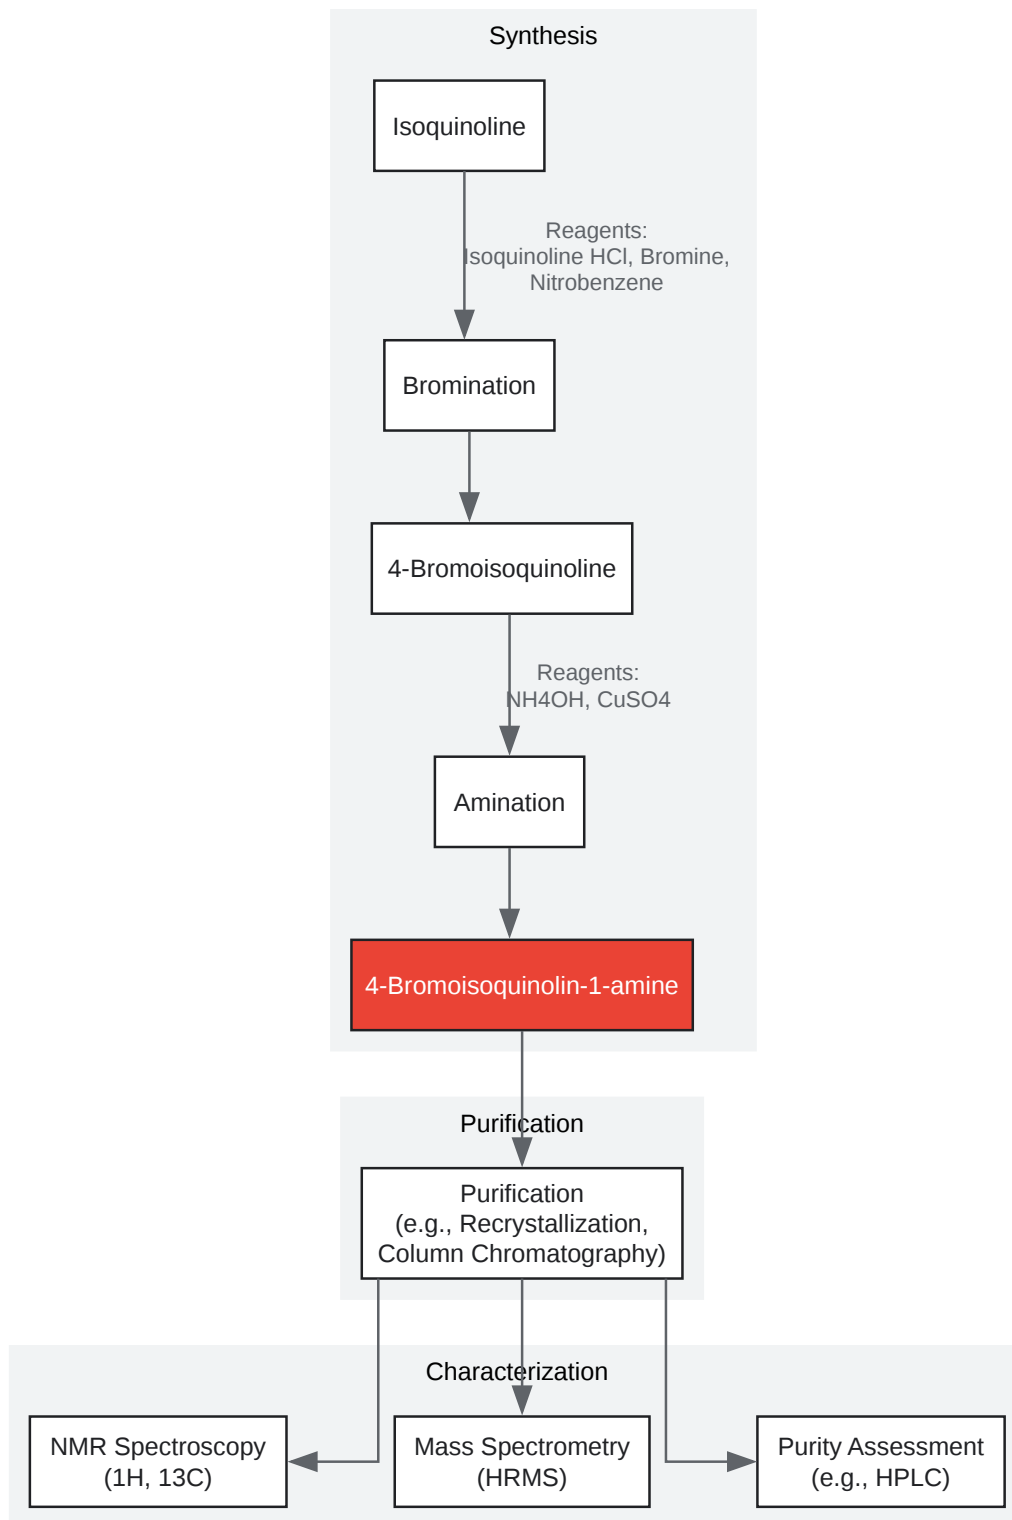 Synthesis
Isoquinoline
Reagents:
Isoquinoline HCl, Bromine,
Nitrobenzene
Bromination
4-Bromoisoquinoline
Reagents:
NH4OH, CuSO4
Amination
4-Bromoisoquinolin-1-amine
Purification
Purification
(e.g., Recrystallization,
Column Chromatography)
Characterization
NMR Spectroscopy
(1H, 13C)
Mass Spectrometry
(HRMS)
Purity Assessment
(e.g., HPLC)